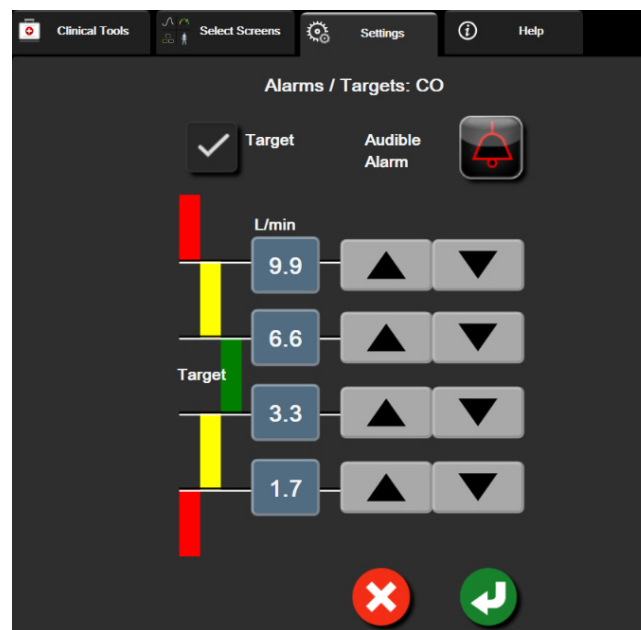 Clinical Tools
Select Screens
Settings
Help
Alarms / Targets: CO
Target
Audible
Alarm
L/min
9.9
6.6
Target
3.3
1.7